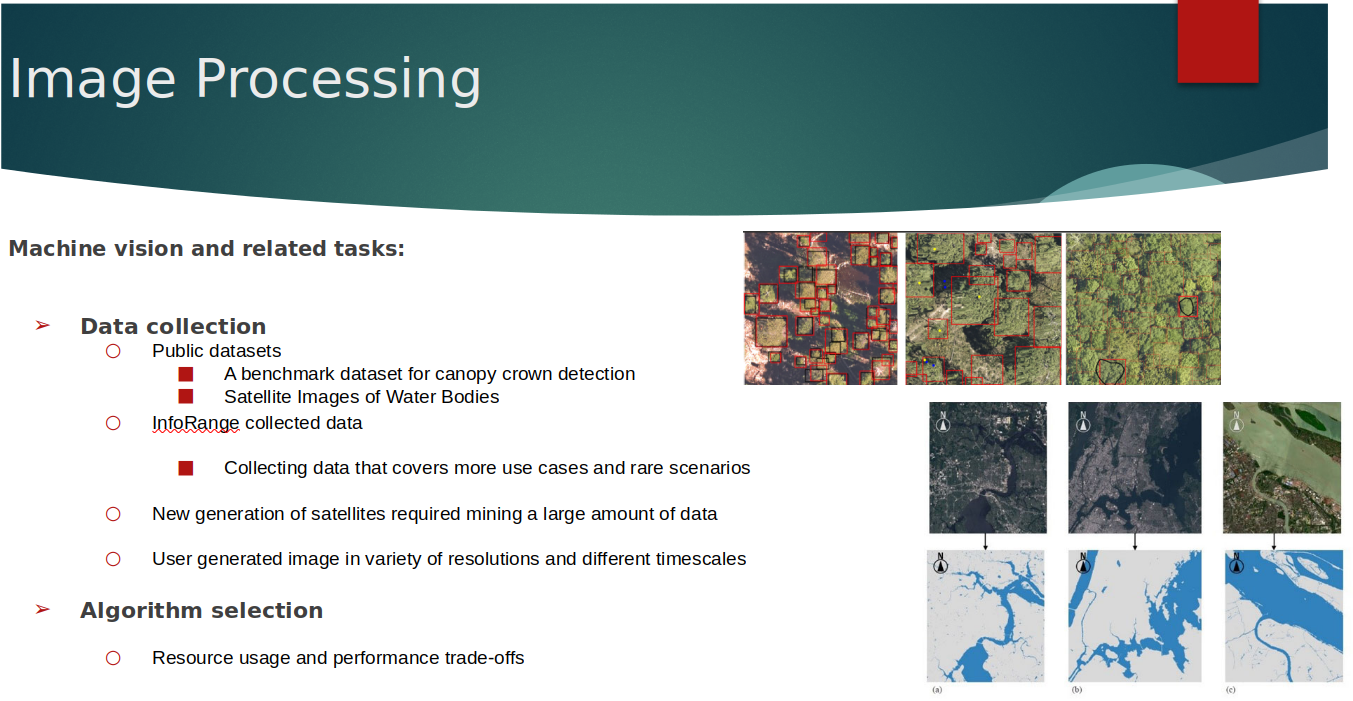 Image Processing
Machine vision and related tasks:
➢ Data collection
○ Public datasets
■ A benchmark dataset for canopy crown detection
■ Satellite Images of Water Bodies
○ InfoRange collected data
■ Collecting data that covers more use cases and rare scenarios
○ New generation of satellites required mining a large amount of data
○ User generated image in variety of resolutions and different timescales
➢ Algorithm selection
○ Resource usage and performance trade-offs
N N N
N N N
(a) (b) (c)